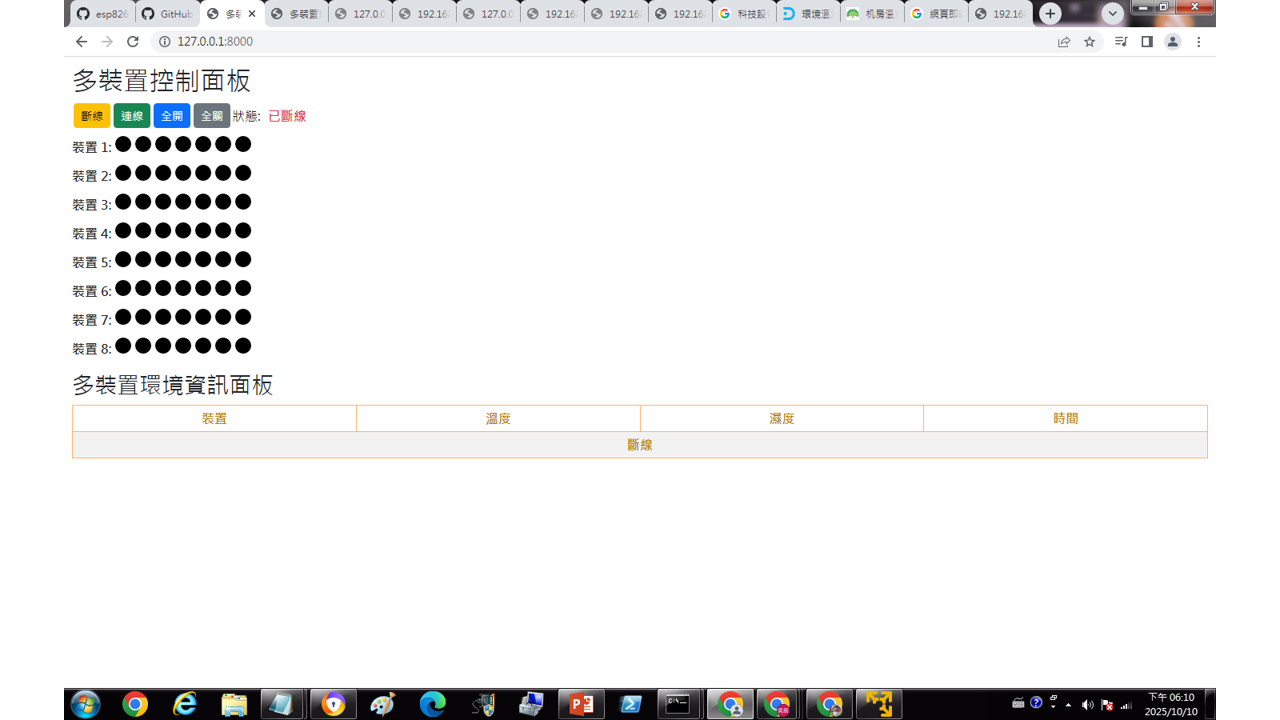 esp826
GitHub
多裝
多裝置
127.0.0
192.16
127.0.0
192.16
192.16
192.16
科技設
環境溫
机房温
網頁即
192.16
127.0.0.1:8000
多裝置控制面板
斷線 連線 全開 全關 狀態: 已斷線
裝置 1:
裝置 2:
裝置 3:
裝置 4:
裝置 5:
裝置 6:
裝置 7:
裝置 8:
多裝置環境資訊面板
裝置 溫度 濕度 時間
斷線
下午 06:10
2025/10/10